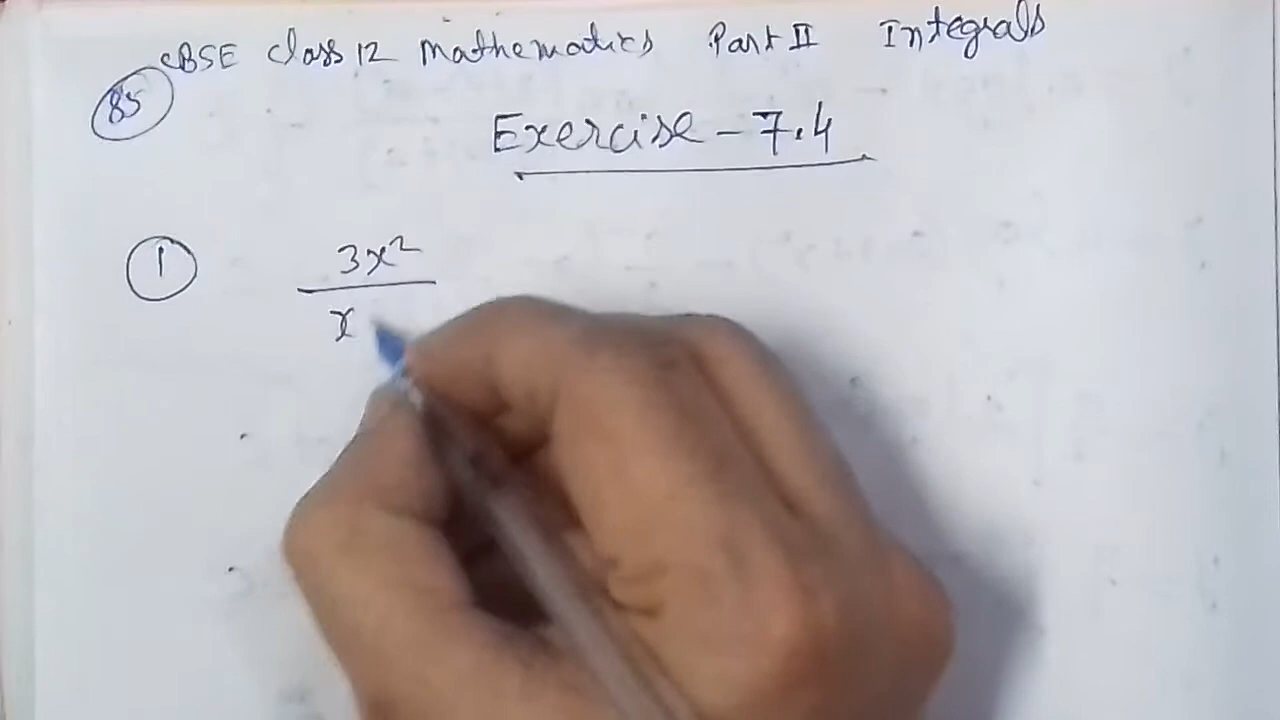 CBSE Class 12 Mathematics Part II Integrals
85
Exercise - 7.4
1
3x²
x